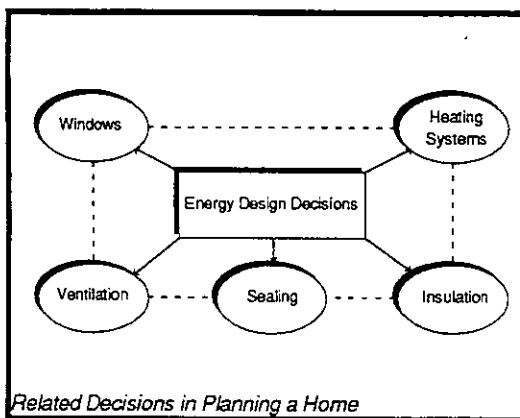 Windows
Heating
Systems
Energy Design Decisions
Ventilation
Sealing
Insulation
Related Decisions in Planning a Home